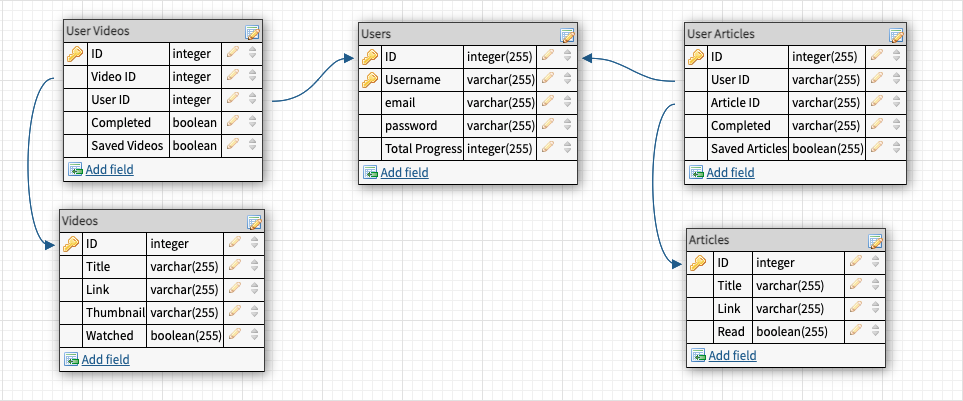 User Videos
ID integer
Video ID integer
User ID integer
Completed boolean
Saved Videos boolean
Add field
Users
ID integer(255)
Username varchar(255)
email varchar(255)
password varchar(255)
Total Progress integer(255)
Add field
User Articles
ID integer(255)
User ID varchar(255)
Article ID varchar(255)
Completed varchar(255)
Saved Articles boolean(255)
Add field
Videos
ID integer
Title varchar(255)
Link varchar(255)
Thumbnail varchar(255)
Watched boolean(255)
Add field
Articles
ID integer
Title varchar(255)
Link varchar(255)
Read boolean(255)
Add field